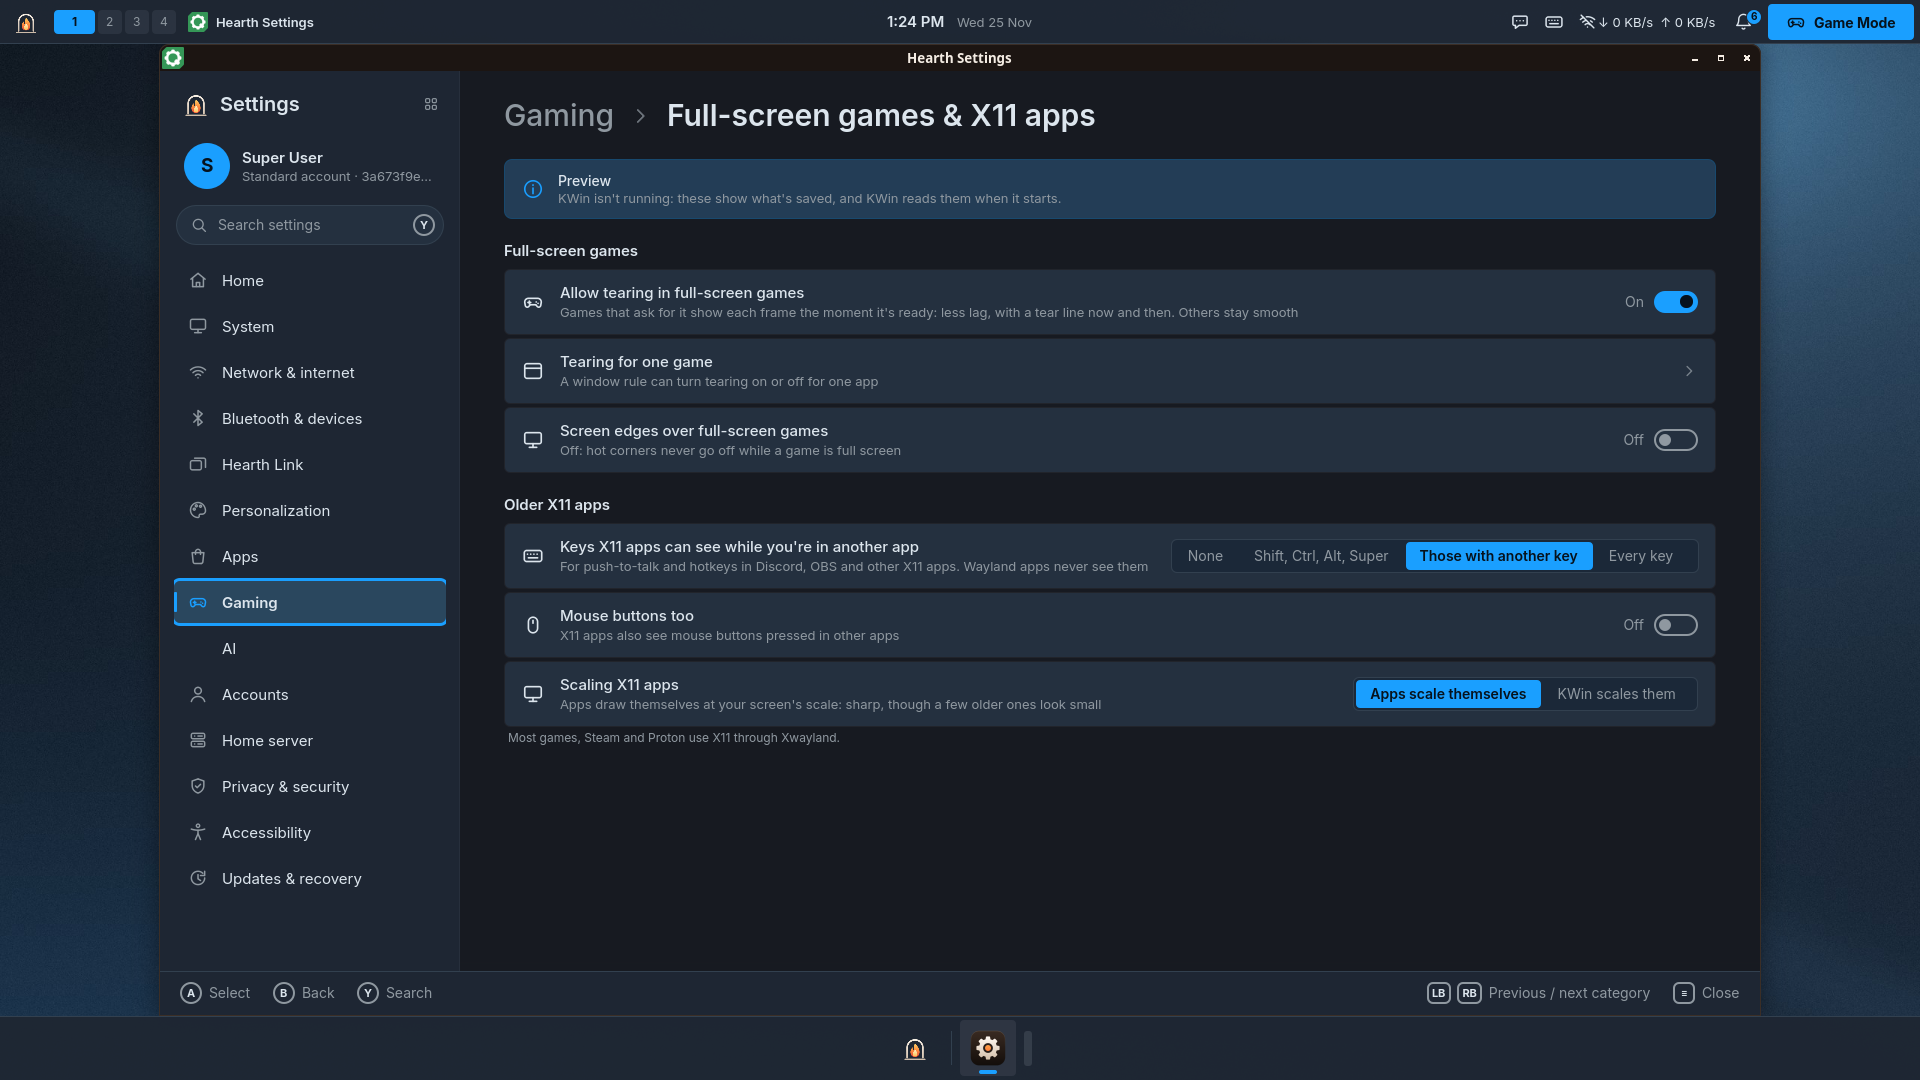 1 2 3 4 Hearth Settings
1:24 PM Wed 25 Nov
0 KB/s 0 KB/s 6 Game Mode
Hearth Settings
Settings
S
Super User
Standard account · 3a673f9e...
Search settings Y
Home
System
Network & internet
Bluetooth & devices
Hearth Link
Personalization
Apps
Gaming
AI
Accounts
Home server
Privacy & security
Accessibility
Updates & recovery
Gaming > Full-screen games & X11 apps
Preview
KWin isn't running: these show what's saved, and KWin reads them when it starts.
Full-screen games
Allow tearing in full-screen games
Games that ask for it show each frame the moment it's ready: less lag, with a tear line now and then. Others stay smooth
On
Tearing for one game
A window rule can turn tearing on or off for one app
Screen edges over full-screen games
Off: hot corners never go off while a game is full screen
Off
Older X11 apps
Keys X11 apps can see while you're in another app
For push-to-talk and hotkeys in Discord, OBS and other X11 apps. Wayland apps never see them
None Shift, Ctrl, Alt, Super Those with another key Every key
Mouse buttons too
X11 apps also see mouse buttons pressed in other apps
Off
Scaling X11 apps
Apps draw themselves at your screen's scale: sharp, though a few older ones look small
Apps scale themselves KWin scales them
Most games, Steam and Proton use X11 through Xwayland.
A Select B Back Y Search
LB RB Previous / next category Close